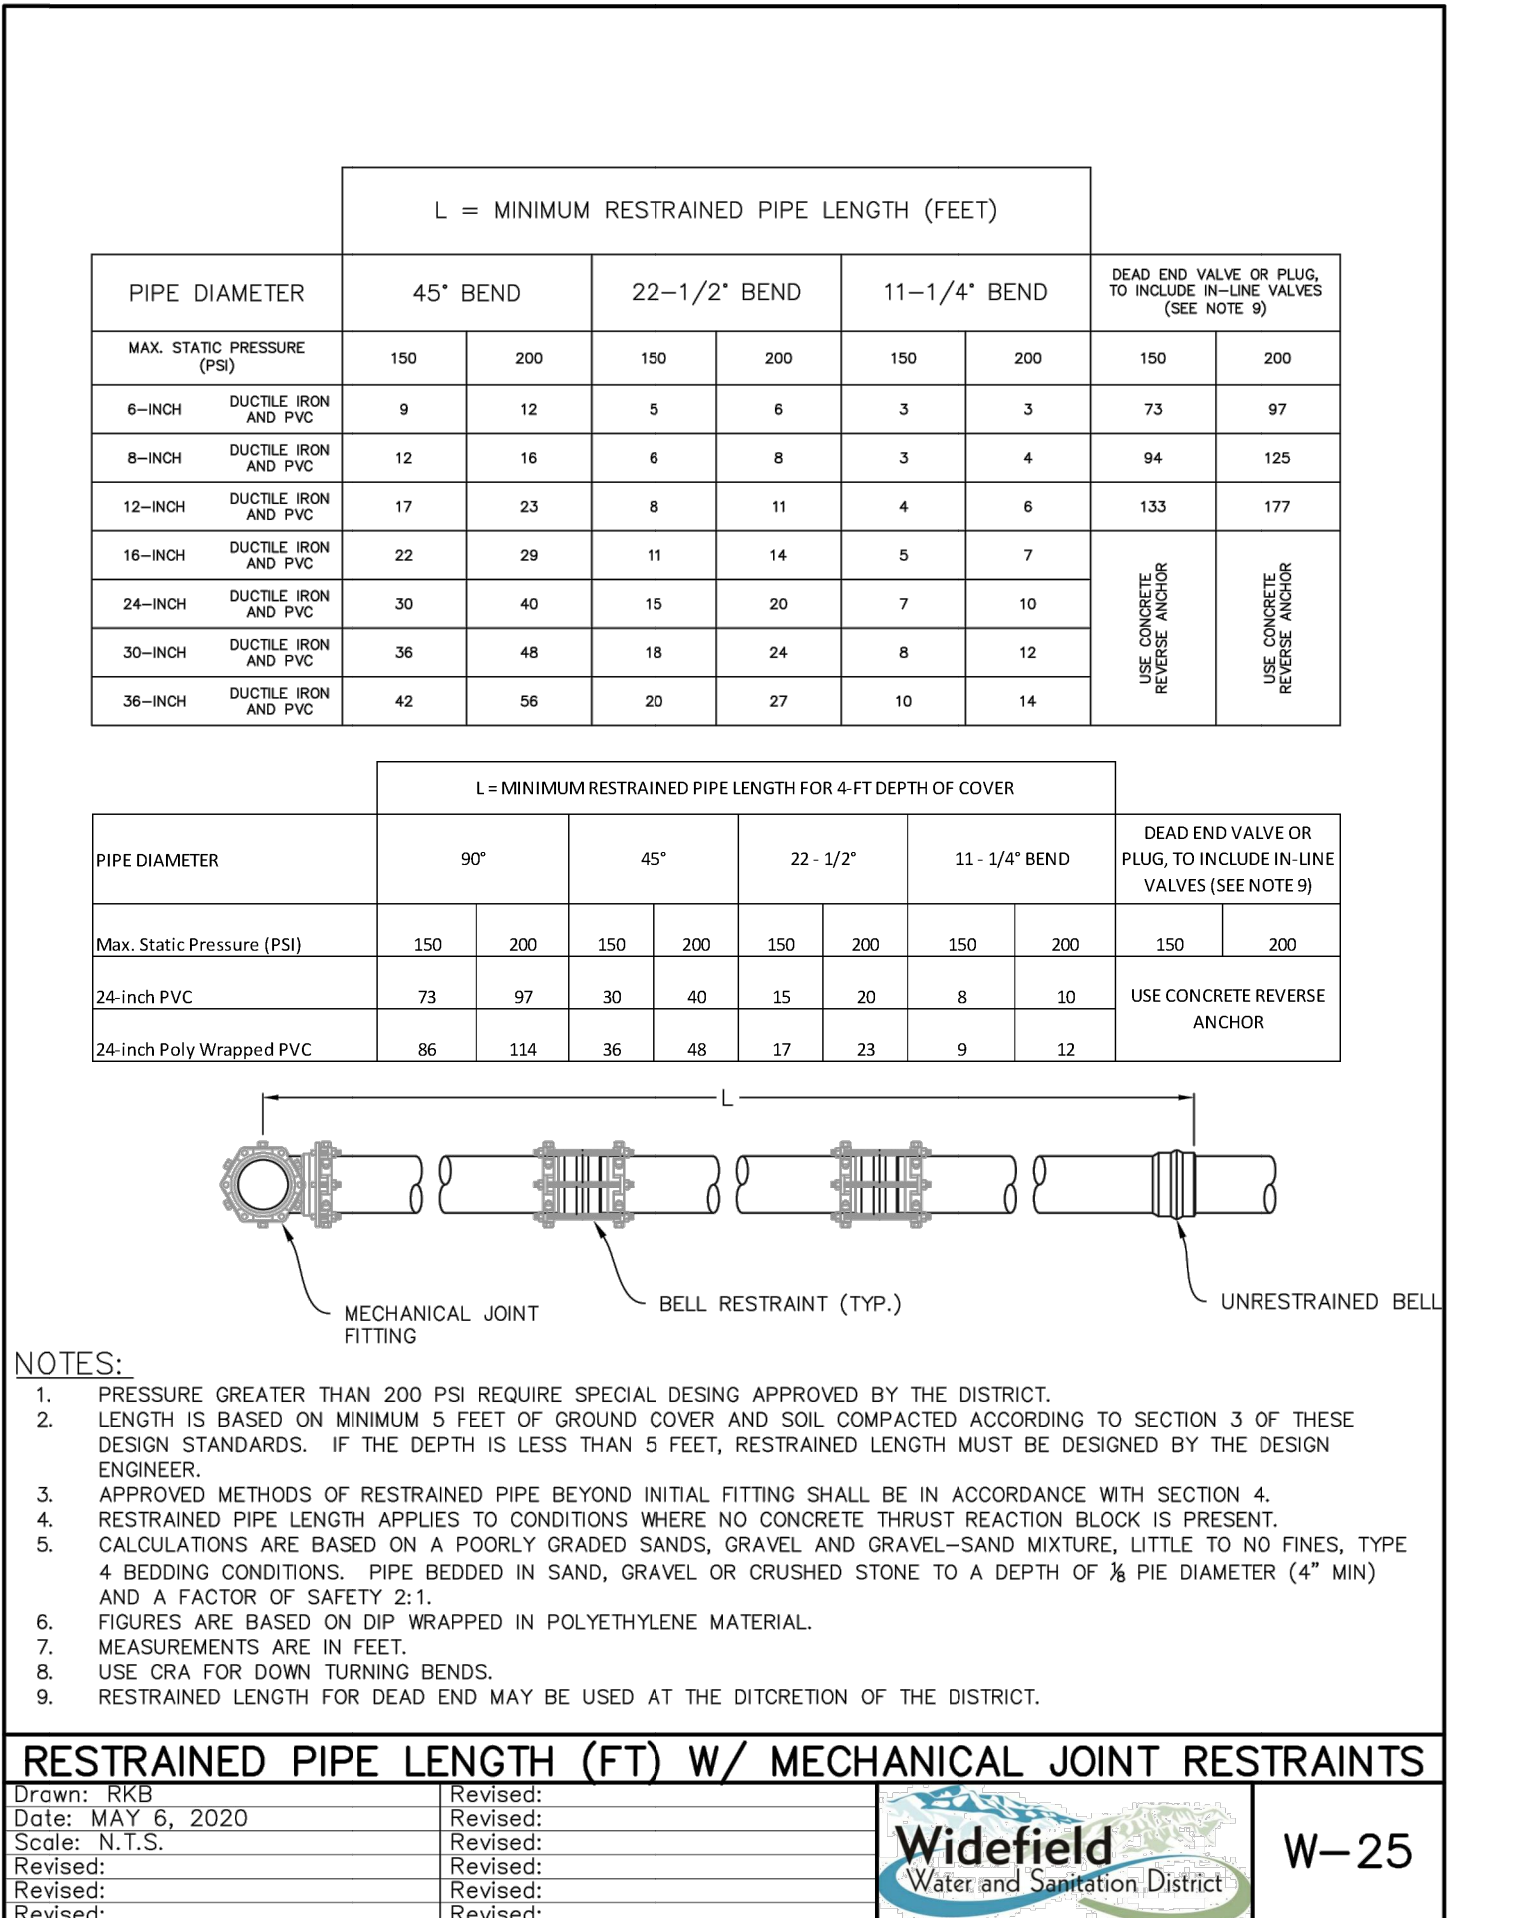 L = MINIMUM RESTRAINED PIPE LENGTH (FEET)
PIPE DIAMETER 45° BEND 22-1/2° BEND 11-1/4° BEND DEAD END VALVE OR PLUG,
TO INCLUDE IN-LINE VALVES
(SEE NOTE 9)
MAX. STATIC PRESSURE
(PSI) 150 200 150 200 150 200 150 200
6-INCH DUCTILE IRON
AND PVC 9 12 5 6 3 3 73 97
8-INCH DUCTILE IRON
AND PVC 12 16 6 8 3 4 94 125
12-INCH DUCTILE IRON
AND PVC 17 23 8 11 4 6 133 177
16-INCH DUCTILE IRON
AND PVC 22 29 11 14 5 7
24-INCH DUCTILE IRON
AND PVC 30 40 15 20 7 10
30-INCH DUCTILE IRON
AND PVC 36 48 18 24 8 12
36-INCH DUCTILE IRON
AND PVC 42 56 20 27 10 14
USE CONCRETE
REVERSE ANCHOR
USE CONCRETE
REVERSE ANCHOR
L = MINIMUM RESTRAINED PIPE LENGTH FOR 4-FT DEPTH OF COVER
PIPE DIAMETER 90° 45° 22 - 1/2° 11 - 1/4° BEND DEAD END VALVE OR
PLUG, TO INCLUDE IN-LINE
VALVES (SEE NOTE 9)
Max. Static Pressure (PSI) 150 200 150 200 150 200 150 200 150 200
24-inch PVC 73 97 30 40 15 20 8 10 USE CONCRETE REVERSE
ANCHOR
24-inch Poly Wrapped PVC 86 114 36 48 17 23 9 12
L
MECHANICAL JOINT
FITTING
BELL RESTRAINT (TYP.)
UNRESTRAINED BELL
NOTES:
1. PRESSURE GREATER THAN 200 PSI REQUIRE SPECIAL DESING APPROVED BY THE DISTRICT.
2. LENGTH IS BASED ON MINIMUM 5 FEET OF GROUND COVER AND SOIL COMPACTED ACCORDING TO SECTION 3 OF THESE
DESIGN STANDARDS. IF THE DEPTH IS LESS THAN 5 FEET, RESTRAINED LENGTH MUST BE DESIGNED BY THE DESIGN
ENGINEER.
3. APPROVED METHODS OF RESTRAINED PIPE BEYOND INITIAL FITTING SHALL BE IN ACCORDANCE WITH SECTION 4.
4. RESTRAINED PIPE LENGTH APPLIES TO CONDITIONS WHERE NO CONCRETE THRUST REACTION BLOCK IS PRESENT.
5. CALCULATIONS ARE BASED ON A POORLY GRADED SANDS, GRAVEL AND GRAVEL-SAND MIXTURE, LITTLE TO NO FINES, TYPE
4 BEDDING CONDITIONS. PIPE BEDDED IN SAND, GRAVEL OR CRUSHED STONE TO A DEPTH OF ⅛ PIE DIAMETER (4" MIN)
AND A FACTOR OF SAFETY 2:1.
6. FIGURES ARE BASED ON DIP WRAPPED IN POLYETHYLENE MATERIAL.
7. MEASUREMENTS ARE IN FEET.
8. USE CRA FOR DOWN TURNING BENDS.
9. RESTRAINED LENGTH FOR DEAD END MAY BE USED AT THE DITCRETION OF THE DISTRICT.
RESTRAINED PIPE LENGTH (FT) W/ MECHANICAL JOINT RESTRAINTS
Drawn: RKB Revised:
Date: MAY 6, 2020 Revised:
Scale: N.T.S. Revised:
Revised: Revised:
Revised: Revised:
Revised: Revised:
Widefield
Water and Sanitation District
W-25